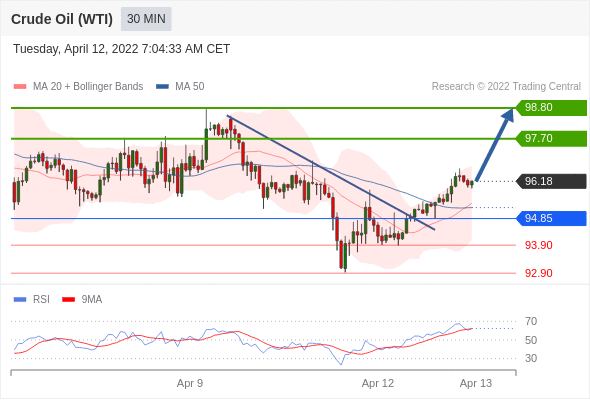 Crude Oil (WTI) 30 MIN
Tuesday, April 12, 2022 7:04:33 AM CET
MA 20 + Bollinger Bands MA 50 Research © 2022 Trading Central
98.80
97.70
96.18
94.85
93.90
92.90
RSI 9MA
70
50
30
Apr 9 Apr 12 Apr 13